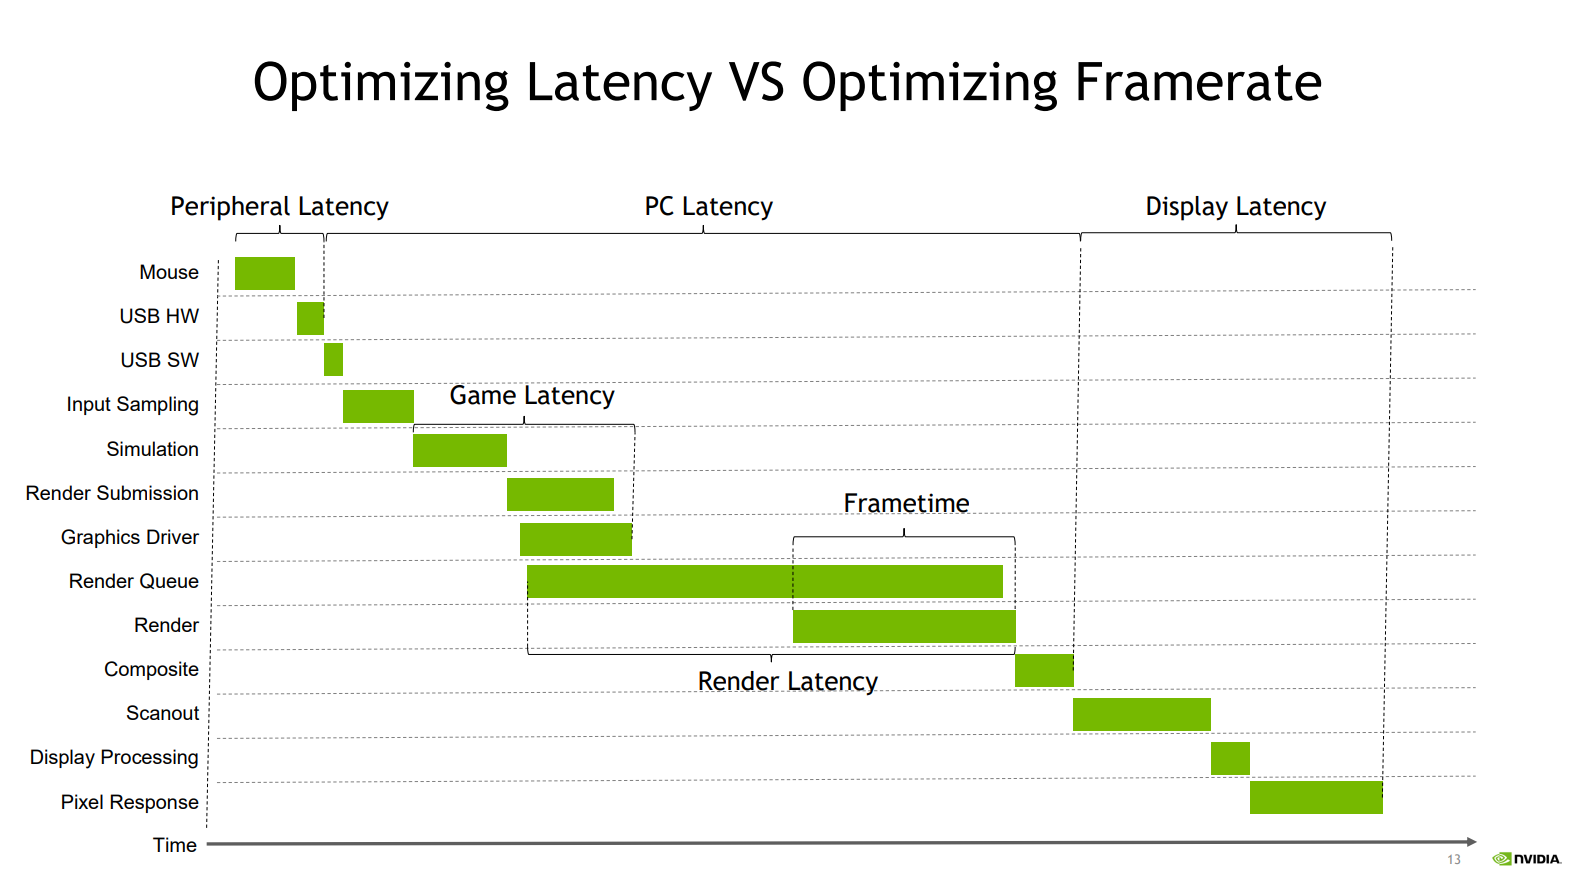 Optimizing Latency VS Optimizing Framerate
Peripheral Latency
PC Latency
Display Latency
Mouse
USB HW
USB SW
Input Sampling
Game Latency
Simulation
Render Submission
Frametime
Graphics Driver
Render Queue
Render
Composite
Render Latency
Scanout
Display Processing
Pixel Response
Time
13
NVIDIA.